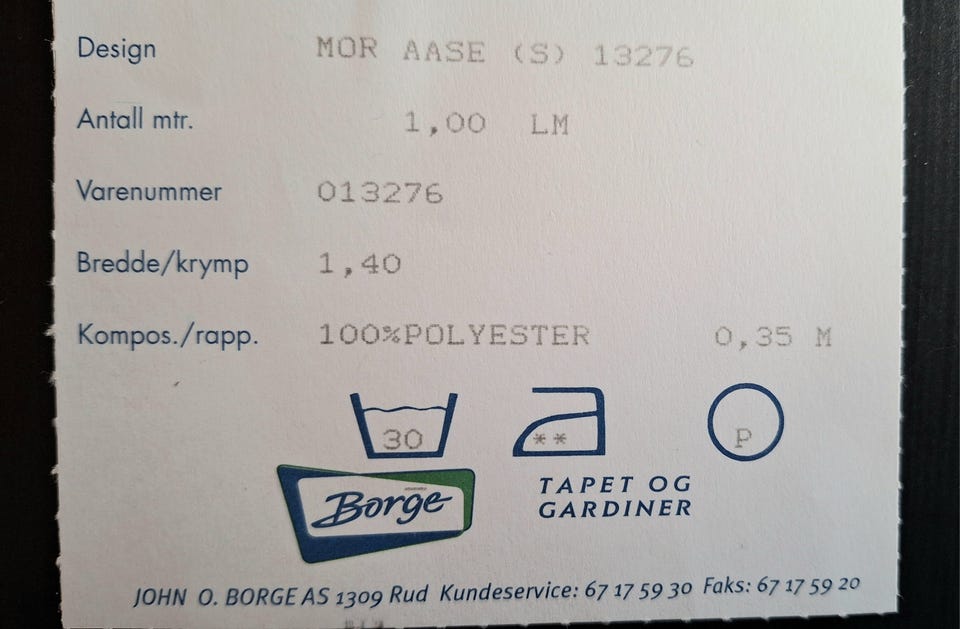 Design MOR AASE (S) 13276
Antall mtr. 1,00 LM
Varenummer 013276
Bredde/krymp 1,40
Kompos./rapp. 100%POLYESTER 0,35 M
30 ** P
Borge
TAPET OG
GARDINER
JOHN O. BORGE AS 1309 Rud Kundeservice: 67 17 59 30 Faks: 67 17 59 20